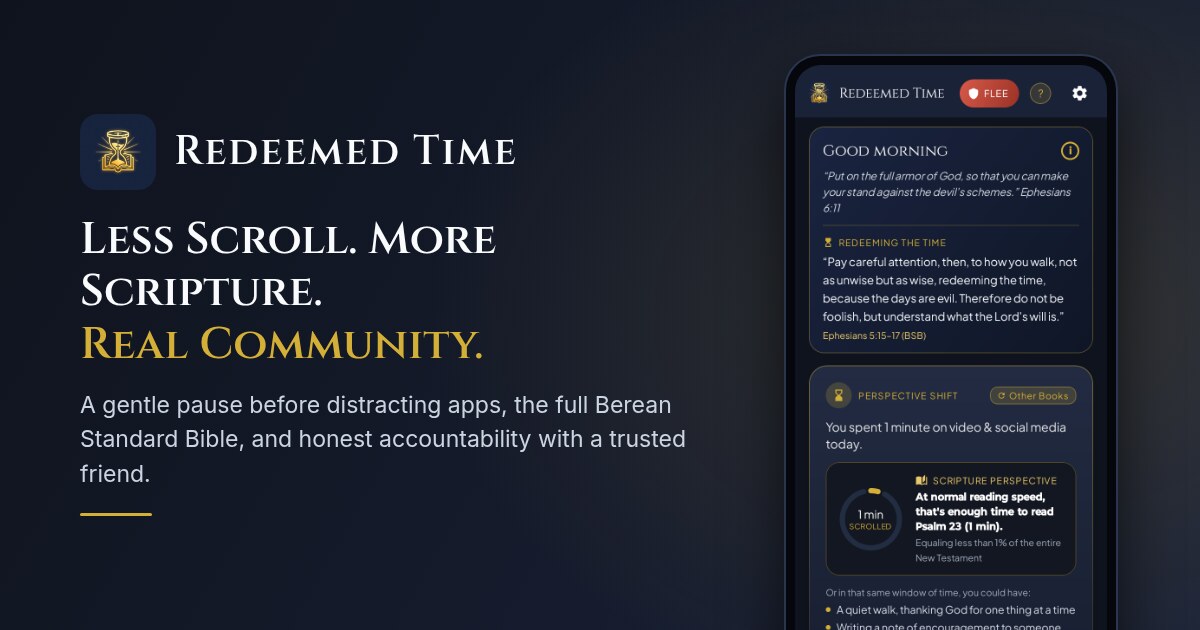 Redeemed Time
Less Scroll. More
Scripture.
Real Community.
A gentle pause before distracting apps, the full Berean
Standard Bible, and honest accountability with a trusted
friend.
Redeemed Time
FLEE
?
Good morning
i
“Put on the full armor of God, so that you can make
your stand against the devil’s schemes.” Ephesians
6:11
REDEEMING THE TIME
“Pay careful attention, then, to how you walk, not
as unwise but as wise, redeeming the time,
because the days are evil. Therefore do not be
foolish, but understand what the Lord’s will is.”
Ephesians 5:15–17 (BSB)
PERSPECTIVE SHIFT
Other Books
You spent 1 minute on video & social media
today.
1 min
SCROLLED
SCRIPTURE PERSPECTIVE
At normal reading speed,
that's enough time to read
Psalm 23 (1 min).
Equaling less than 1% of the entire
New Testament
Or in that same window of time, you could have:
A quiet walk, thanking God for one thing at a time
Writing a note of encouragement to someone